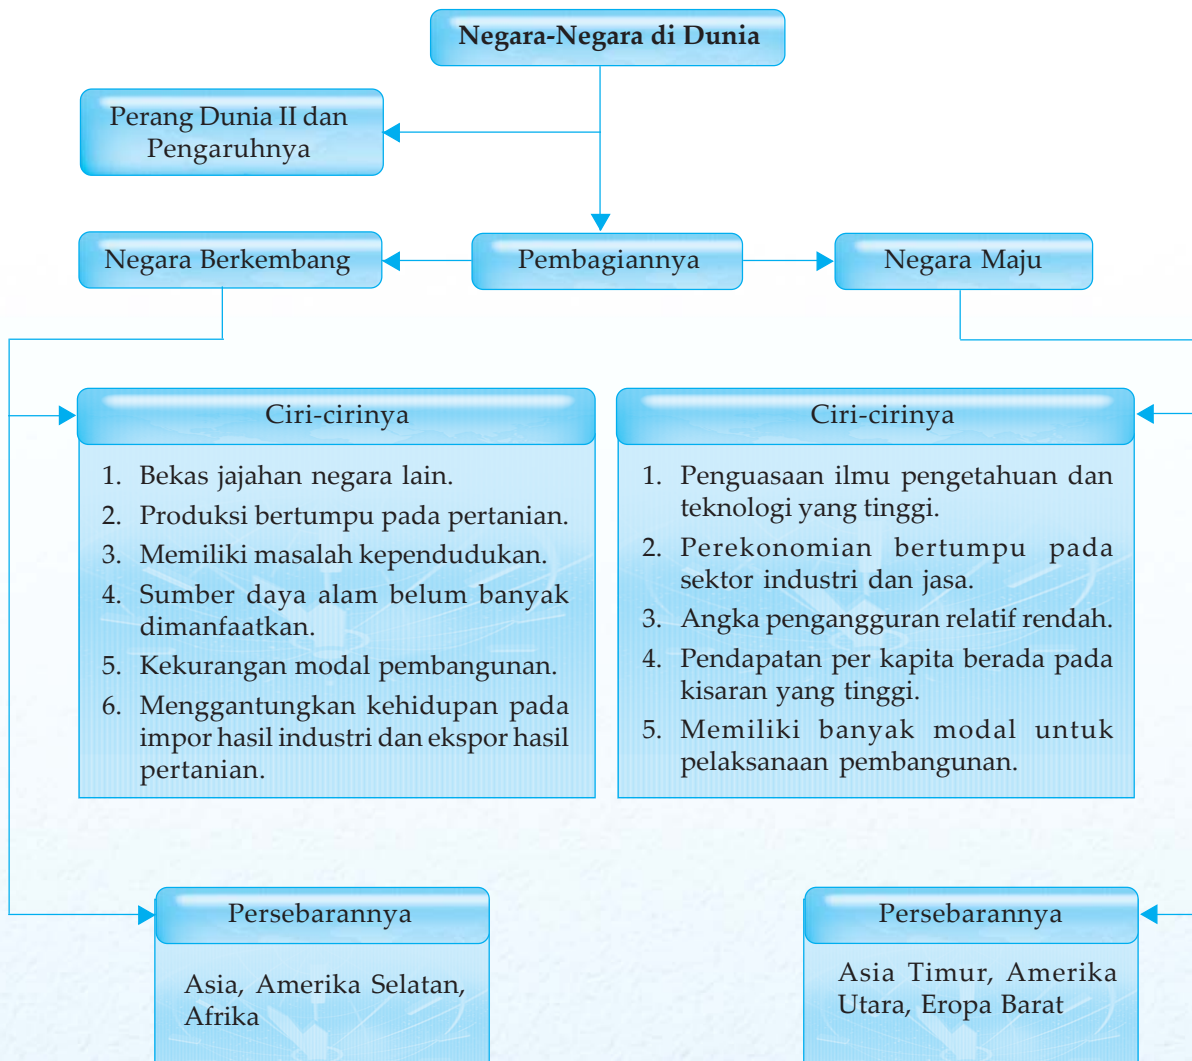 Negara-Negara di Dunia
Perang Dunia II dan
Pengaruhnya
Negara Berkembang
Pembagiannya
Negara Maju
Ciri-cirinya
1. Bekas jajahan negara lain.
2. Produksi bertumpu pada pertanian.
3. Memiliki masalah kependudukan.
4. Sumber daya alam belum banyak
dimanfaatkan.
5. Kekurangan modal pembangunan.
6. Menggantungkan kehidupan pada
impor hasil industri dan ekspor hasil
pertanian.
Ciri-cirinya
1. Penguasaan ilmu pengetahuan dan
teknologi yang tinggi.
2. Perekonomian bertumpu pada
sektor industri dan jasa.
3. Angka pengangguran relatif rendah.
4. Pendapatan per kapita berada pada
kisaran yang tinggi.
5. Memiliki banyak modal untuk
pelaksanaan pembangunan.
Persebarannya
Asia, Amerika Selatan,
Afrika
Persebarannya
Asia Timur, Amerika
Utara, Eropa Barat